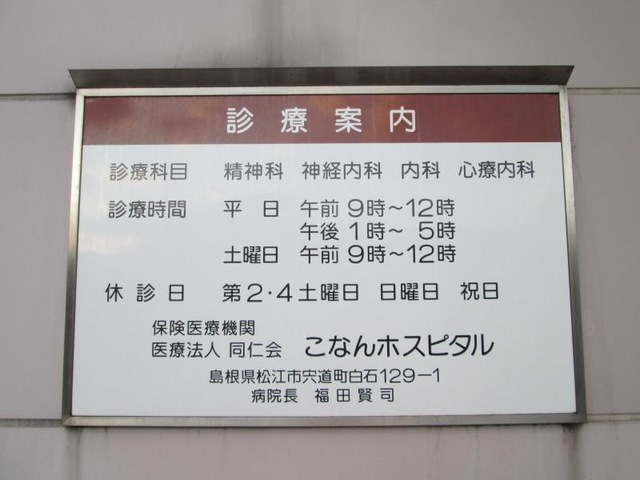 診療案内
診療科目 精神科 神経内科 内科 心療内科
診療時間 平日 午前9時～12時
午後1時～5時
土曜日 午前9時～12時
休診日 第2・4土曜日 日曜日 祝日
保険医療機関
医療法人 同仁会 こなんホスピタル
島根県松江市宍道町白石129-1
病院長 福田賢司